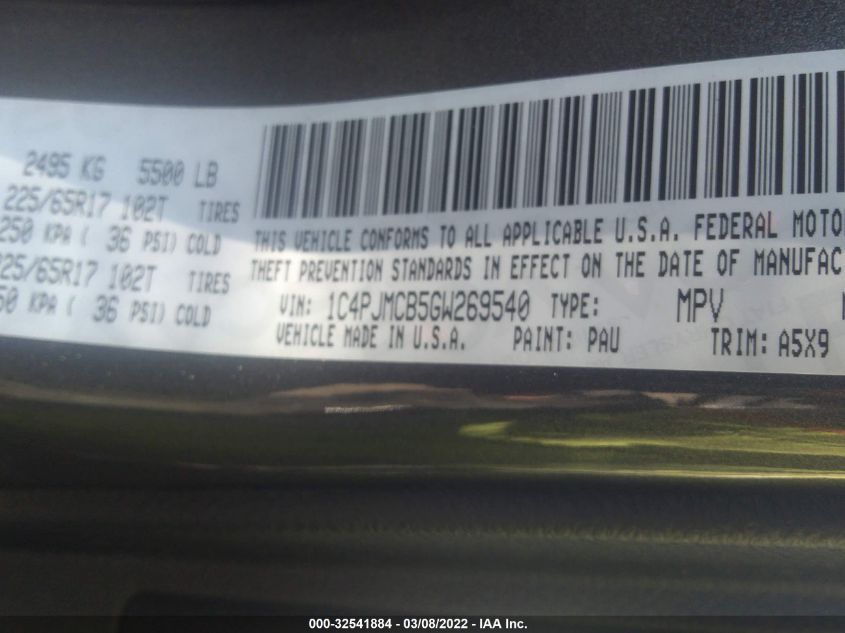 2495 KG 5500 LB
225/65R17 102T TIRES
250 KPA ( 36 PSI) COLD
25/65R17 102T TIRES
50 KPA ( 36 PSI) COLD
THIS VEHICLE CONFORMS TO ALL APPLICABLE U.S.A. FEDERAL MOTO
THEFT PREVENTION STANDARDS IN EFFECT ON THE DATE OF MANUFAC
VIN: 1C4PJMCB5GW269540 TYPE: MPV
VEHICLE MADE IN U.S.A. PAINT: PAU TRIM: A5X9
000-32541884 - 03/08/2022 - IAA Inc.